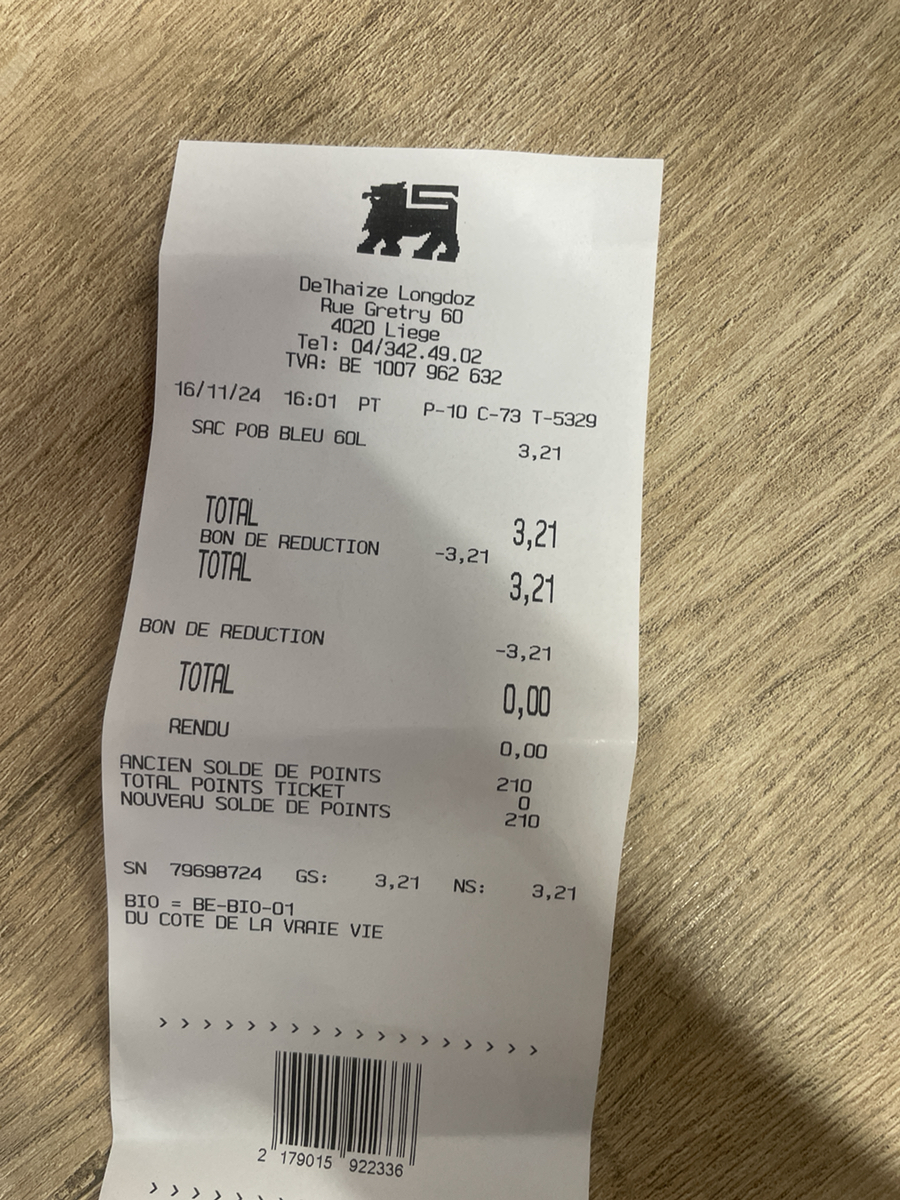 Delhaize Longdoz
Rue Gretry 60
4020 Liege
Tel: 04/342.49.02
TVA: BE 1007 962 632
16/11/24 16:01 PT P-10 C-73 T-5329
SAC POB BLEU 60L 3,21
TOTAL 3,21
BON DE REDUCTION -3,21
TOTAL 3,21
BON DE REDUCTION -3,21
TOTAL 0,00
RENDU 0,00
ANCIEN SOLDE DE POINTS 210
TOTAL POINTS TICKET 0
NOUVEAU SOLDE DE POINTS 210
SN 79698724 GS: 3,21 NS: 3,21
BIO = BE-BIO-01
DU COTE DE LA VRAIE VIE
> > > > > > > > > > > > > > > > > >
2 179015 922336
> > > > > > >